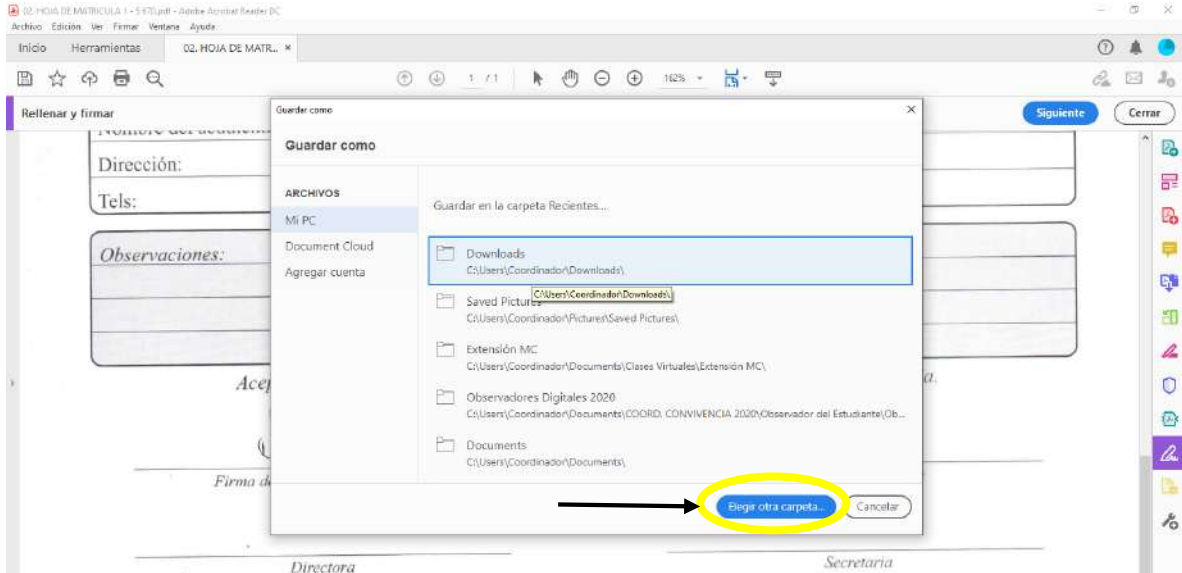 02. HOJA DE MATRICULA 1 - 5 670.pdf - Adobe Acrobat Reader DC
Archivo Edición Ver Firmar Ventana Ayuda
Inicio Herramientas 02. HOJA DE MATR... ×
1 / 1 162%
Rellenar y firmar
Siguiente Cerrar
Guardar como
Guardar como
ARCHIVOS
Mi PC
Document Cloud
Agregar cuenta
Guardar en la carpeta Recientes...
Downloads
C:\Users\Coordinador\Downloads\
C:\Users\Coordinador\Downloads\
Saved Pictures
C:\Users\Coordinador\Pictures\Saved Pictures\
Extensión MC
C:\Users\Coordinador\Documents\Clases Virtuales\Extensión MC\
Observadores Digitales 2020
C:\Users\Coordinador\Documents\COORD. CONVIVENCIA 2020\Observador del Estudiante\Ob...
Documents
C:\Users\Coordinador\Documents\
Elegir otra carpeta... Cancelar
Dirección:
Tels:
Observaciones:
Acep
a.
Firma de
Directora
Secretaria